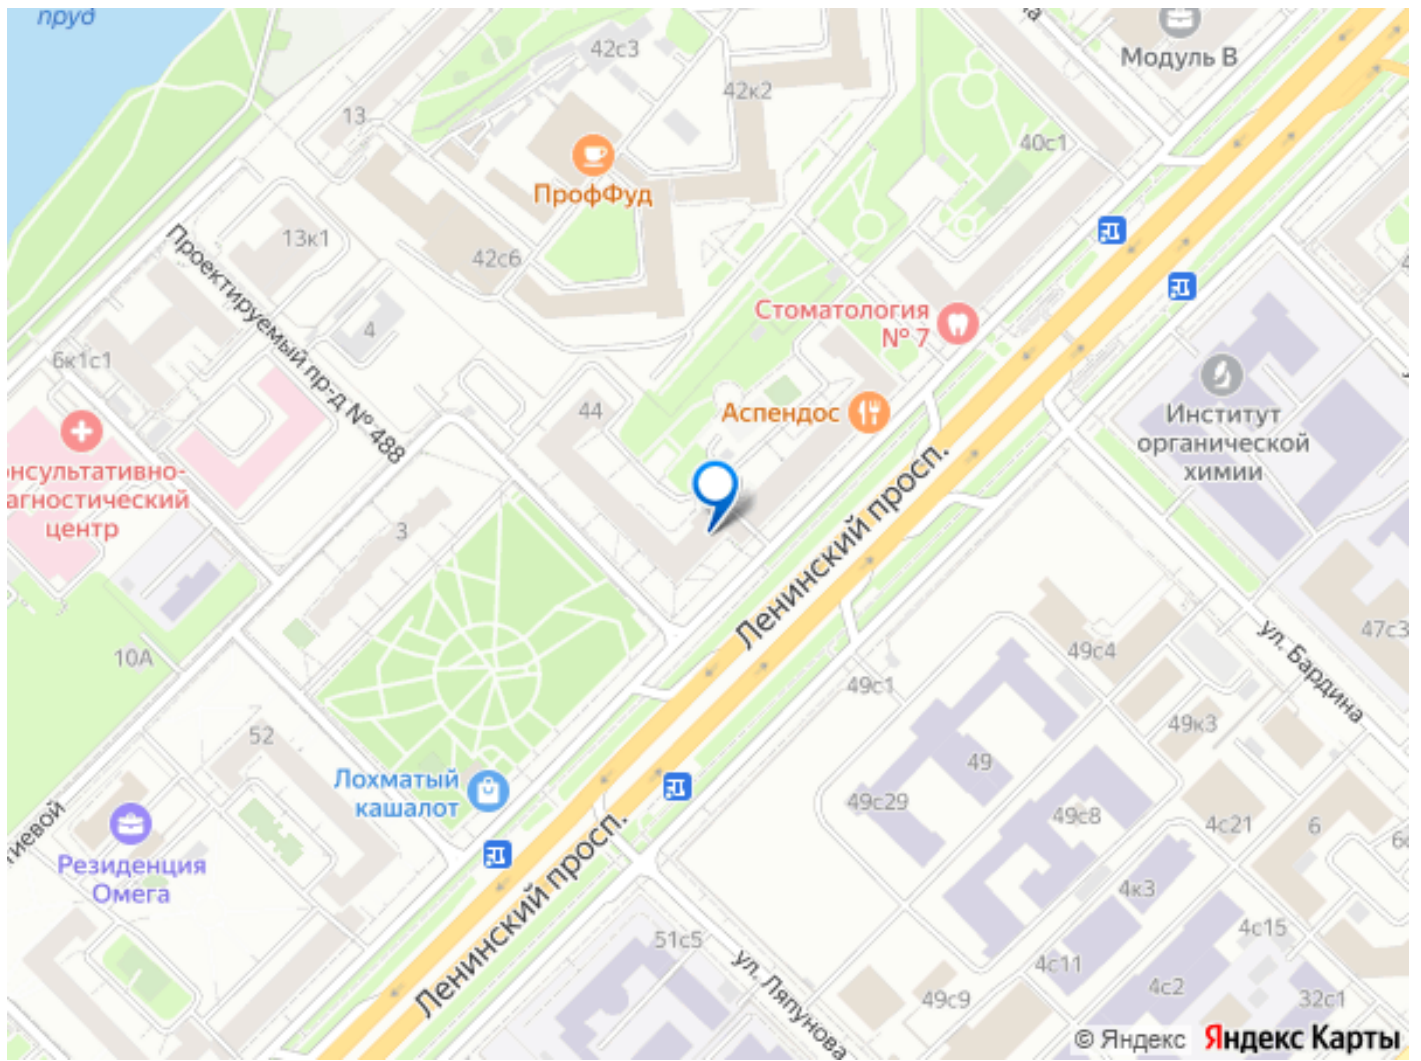 пруд
42с3
Модуль В
42к2
13
40с1
ПрофФуд
13к1
42с6
Проектируемый пр-д № 488
4
Стоматология
№ 7
6к1с1
44
Аспендос
Институт
органической
химии
онсультативно-
агностический
центр
3
Ленинский просп.
10А
ул. Бардина
47с3
49с4
49с1
49к3
52
49
Лохматый
кашалот
49с29
49с8
4с21
6
тиевой
Резиденция
Омега
Ленинский просп.
4к3
4с15
51с5
ул. Ляпунова
4с11
4с2
49с9
32с1
© Яндекс Яндекс Карты